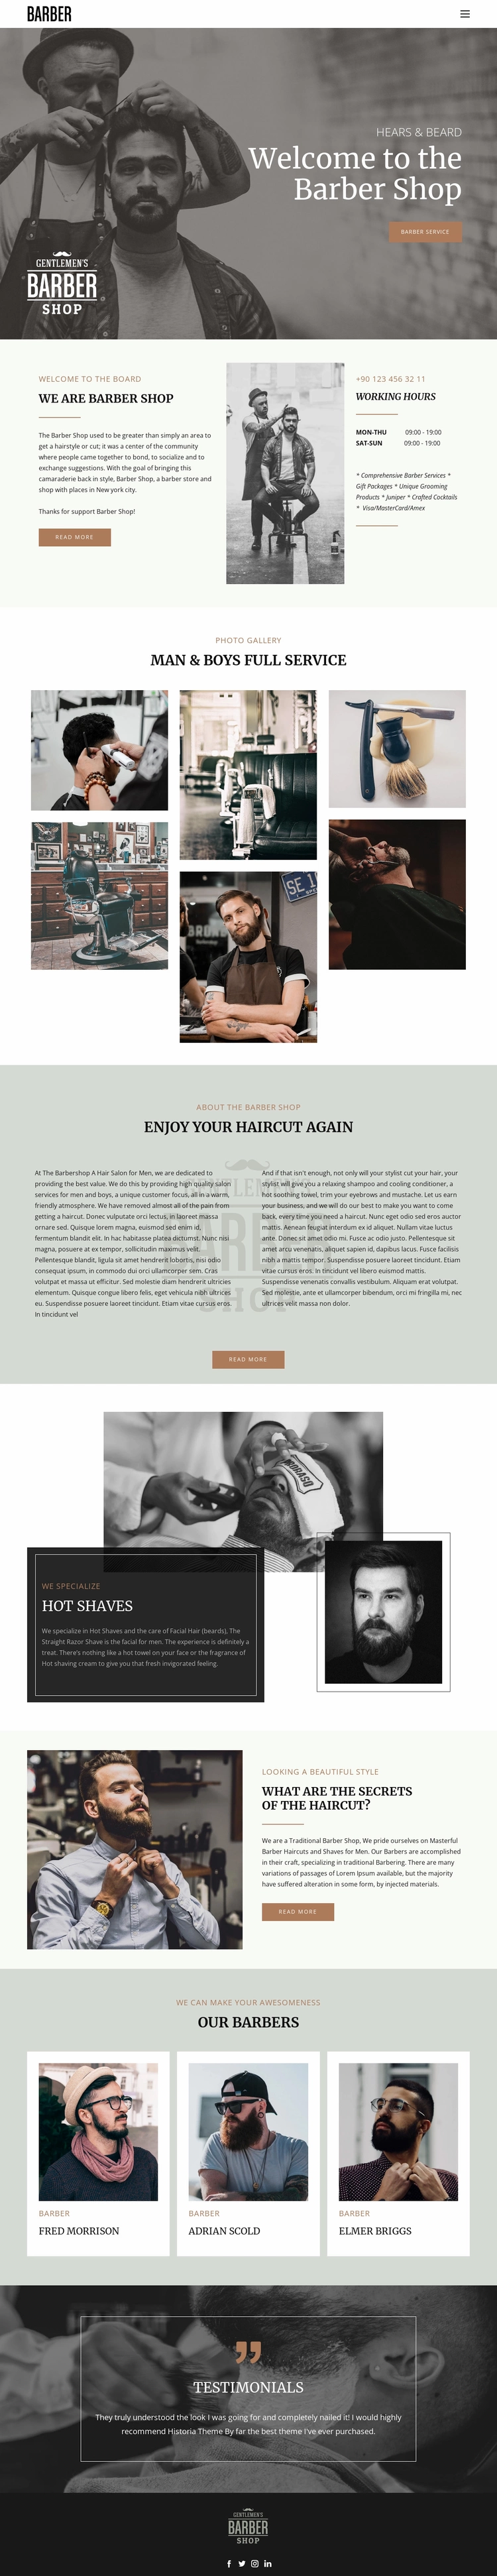 BARBER
HEARS & BEARD
Welcome to the
Barber Shop
BARBER SERVICE
GENTLEMEN'S
BARBER
SHOP
WELCOME TO THE BOARD
WE ARE BARBER SHOP
The Barber Shop used to be greater than simply an area to
get a hairstyle or cut; it was a center of the community
where people came together to bond, to socialize and to
exchange suggestions. With the goal of bringing this
camaraderie back in style, Barber Shop, a barber store and
shop with places in New york city.
Thanks for support Barber Shop!
READ MORE
+90 123 456 32 11
WORKING HOURS
MON-THU 09:00 - 19:00
SAT-SUN 09:00 - 19:00
* Comprehensive Barber Services *
Gift Packages * Unique Grooming
Products * Juniper * Crafted Cocktails
* Visa/MasterCard/Amex
PHOTO GALLERY
MAN & BOYS FULL SERVICE
SE.1
ABOUT THE BARBER SHOP
ENJOY YOUR HAIRCUT AGAIN
GENTLEMEN'S
BARBER
SHOP
At The Barbershop A Hair Salon for Men, we are dedicated to
providing the best value. We do this by providing high quality salon
services for men and boys, a unique customer focus, all in a warm,
friendly atmosphere. We have removed almost all of the pain from
getting a haircut. Donec vulputate orci lectus, in laoreet massa
ornare sed. Quisque lorem magna, euismod sed enim id,
fermentum blandit elit. In hac habitasse platea dictumst. Nunc nisi
magna, posuere at ex tempor, sollicitudin maximus velit.
Pellentesque blandit, ligula sit amet hendrerit lobortis, nisi odio
consequat ipsum, in commodo dui orci ullamcorper sem. Cras
volutpat et massa ut efficitur. Sed molestie diam hendrerit ultricies
elementum. Quisque congue libero felis, eget vehicula nibh ultrices
eu. Suspendisse posuere laoreet tincidunt. Etiam vitae cursus eros.
In tincidunt vel
And if that isn't enough, not only will your stylist cut your hair, your
stylist will give you a relaxing shampoo and cooling conditioner, a
hot soothing towel, trim your eyebrows and mustache. Let us earn
your business, and we will do our best to make you want to come
back, every time you need a haircut. Nunc eget odio sed eros auctor
mattis. Aenean feugiat interdum ex id aliquet. Nullam vitae luctus
ante. Donec sit amet odio mi. Fusce ac odio justo. Pellentesque sit
amet arcu venenatis, aliquet sapien id, dapibus lacus. Fusce facilisis
nibh a mattis tempor. Suspendisse posuere laoreet tincidunt. Etiam
vitae cursus eros. In tincidunt vel libero euismod mattis.
Suspendisse venenatis convallis vestibulum. Aliquam erat volutpat.
Sed molestie, ante et ullamcorper bibendum, orci mi fringilla mi, nec
ultrices velit massa non dolor.
READ MORE
PRORASO
WE SPECIALIZE
HOT SHAVES
We specialize in Hot Shaves and the care of Facial Hair (beards), The
Straight Razor Shave is the facial for men. The experience is definitely a
treat. There's nothing like a hot towel on your face or the fragrance of
Hot shaving cream to give you that fresh invigorated feeling.
LOOKING A BEAUTIFUL STYLE
WHAT ARE THE SECRETS
OF THE HAIRCUT?
We are a Traditional Barber Shop, We pride ourselves on Masterful
Barber Haircuts and Shaves for Men. Our Barbers are accomplished
in their craft, specializing in traditional Barbering. There are many
variations of passages of Lorem Ipsum available, but the majority
have suffered alteration in some form, by injected materials.
READ MORE
WE CAN MAKE YOUR AWESOMENESS
OUR BARBERS
BARBER
FRED MORRISON
BARBER
ADRIAN SCOLD
BARBER
ELMER BRIGGS
TESTIMONIALS
They truly understood the look I was going for and completely nailed it! I would highly
recommend Historia Theme By far the best theme I've ever purchased.
GENTLEMEN'S
BARBER
SHOP